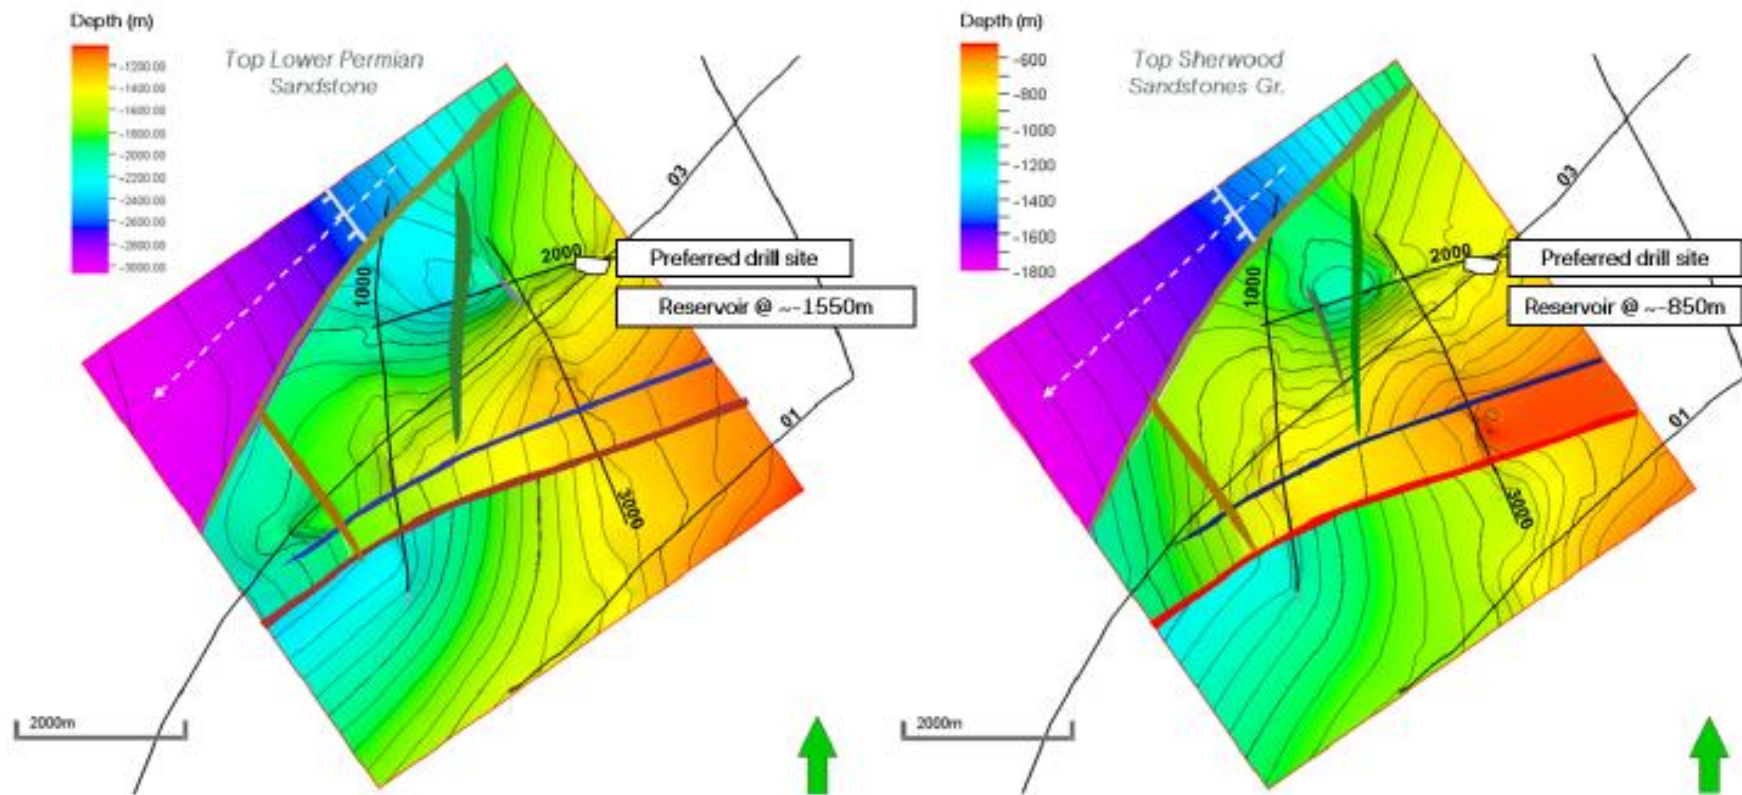 Depth (m)
Top Lower Permian
Sandstone
-1200.00
-1400.00
-1600.00
-1800.00
-2000.00
-2200.00
-2400.00
-2600.00
-2800.00
-3000.00
03
2000
1000
Preferred drill site
Reservoir @ ~-1550m
01
3000
2000m
Depth (m)
Top Sherwood
Sandstones Gr.
-600
-800
-1000
-1200
-1400
-1600
-1800
03
2000
1000
Preferred drill site
Reservoir @ ~-850m
01
3000
2000m